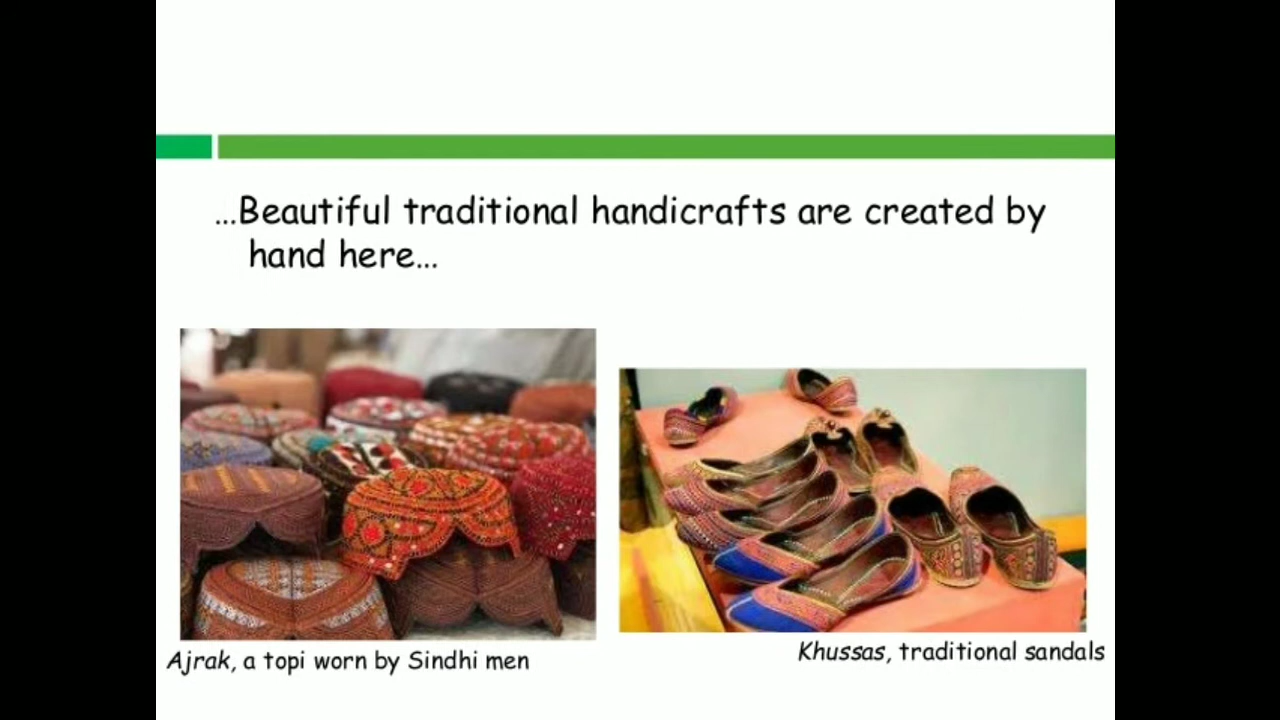 …Beautiful traditional handicrafts are created by
hand here…
Ajrak, a topi worn by Sindhi men
Khussas, traditional sandals